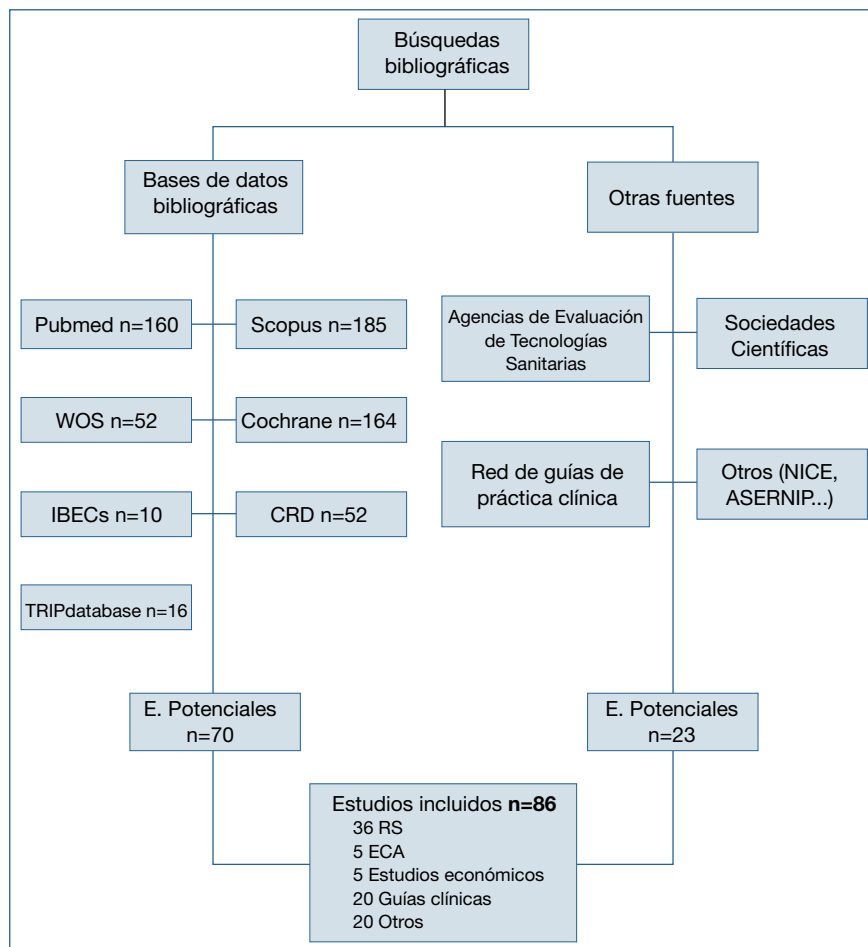 Búsquedas
bibliográficas
Bases de datos
bibliográficas
Otras fuentes
Pubmed n=160
Scopus n=185
WOS n=52
Cochrane n=164
IBECs n=10
CRD n=52
TRIPdatabase n=16
Agencias de Evaluación
de Tecnologías
Sanitarias
Sociedades
Científicas
Red de guías de
práctica clínica
Otros (NICE,
ASERNIP...)
E. Potenciales
n=70
E. Potenciales
n=23
Estudios incluidos n=86
36 RS
5 ECA
5 Estudios económicos
20 Guías clínicas
20 Otros